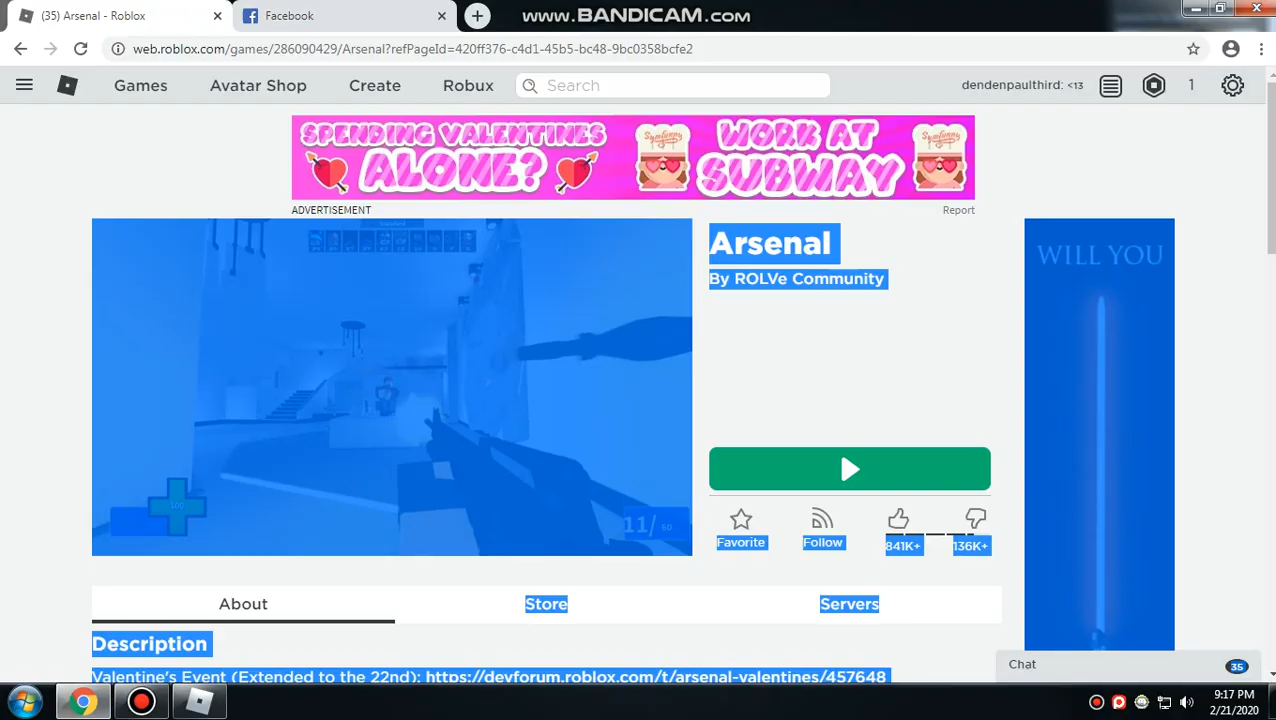 (35) Arsenal - Roblox
Facebook
www.BANDICAM.com
web.roblox.com/games/286090429/Arsenal?refPageId=420ff376-c4d1-45b5-bc48-9bc0358bcfe2
Games
Avatar Shop
Create
Robux
Search
dendenpaulthird: <13
1
SPENDING VALENTINES
ALONE?
WORK AT
SUBWAY
ADVERTISEMENT
Report
Arsenal
By ROLVe Community
WILL YOU
100
11/ 60
Favorite
Follow
841K+
136K+
About
Store
Servers
Description
Valentine's Event (Extended to the 22nd): https://devforum.roblox.com/t/arsenal-valentines/457648
Chat
35
9:17 PM
2/21/2020